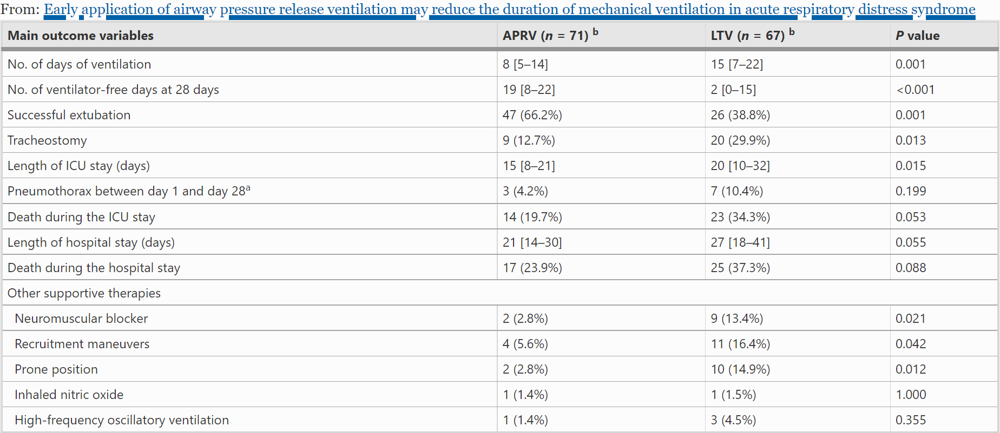 From: Early application of airway pressure release ventilation may reduce the duration of mechanical ventilation in acute respiratory distress syndrome
Main outcome variables APRV (n = 71) b LTV (n = 67) b P value
No. of days of ventilation 8 [5–14] 15 [7–22] 0.001
No. of ventilator-free days at 28 days 19 [8–22] 2 [0–15] <0.001
Successful extubation 47 (66.2%) 26 (38.8%) 0.001
Tracheostomy 9 (12.7%) 20 (29.9%) 0.013
Length of ICU stay (days) 15 [8–21] 20 [10–32] 0.015
Pneumothorax between day 1 and day 28a 3 (4.2%) 7 (10.4%) 0.199
Death during the ICU stay 14 (19.7%) 23 (34.3%) 0.053
Length of hospital stay (days) 21 [14–30] 27 [18–41] 0.055
Death during the hospital stay 17 (23.9%) 25 (37.3%) 0.088
Other supportive therapies
Neuromuscular blocker 2 (2.8%) 9 (13.4%) 0.021
Recruitment maneuvers 4 (5.6%) 11 (16.4%) 0.042
Prone position 2 (2.8%) 10 (14.9%) 0.012
Inhaled nitric oxide 1 (1.4%) 1 (1.5%) 1.000
High-frequency oscillatory ventilation 1 (1.4%) 3 (4.5%) 0.355